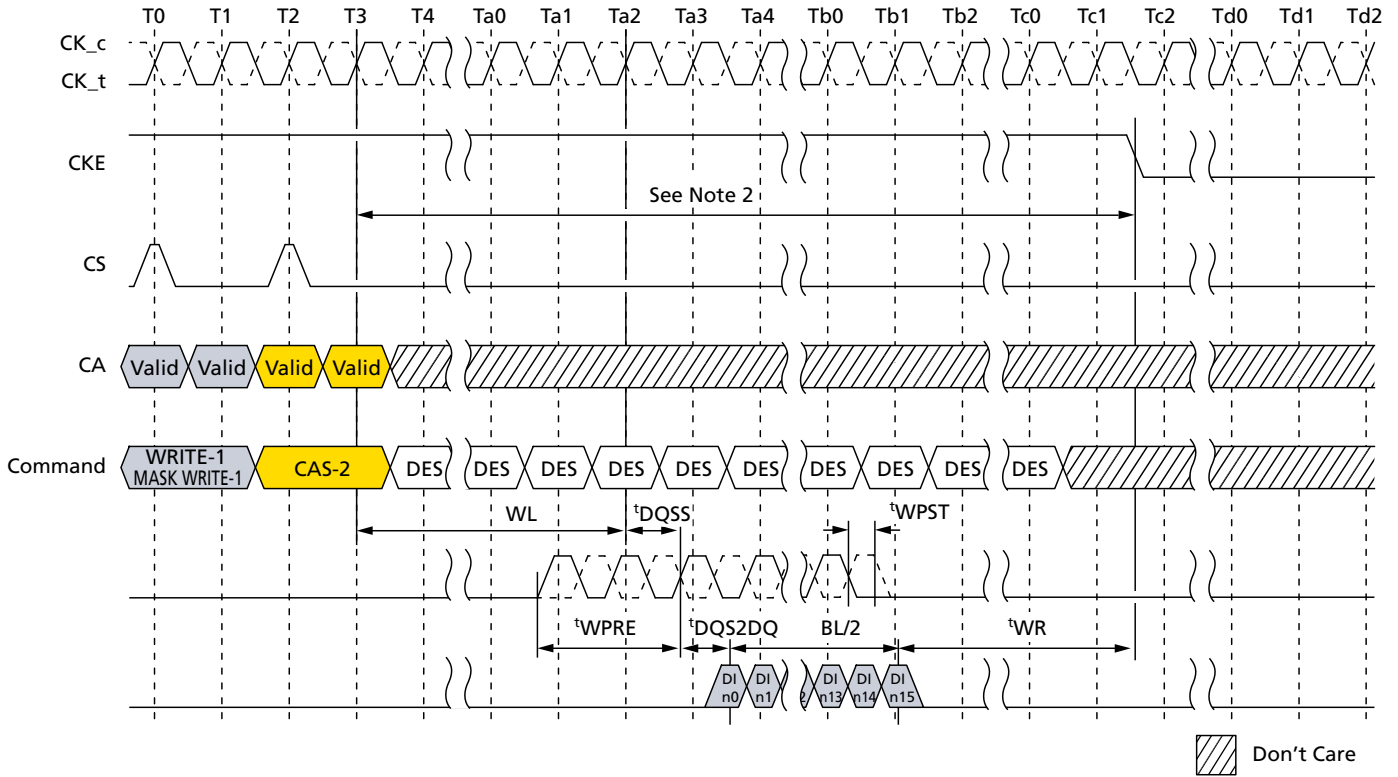 T0 T1 T2 T3 T4 Ta0 Ta1 Ta2 Ta3 Ta4 Tb0 Tb1 Tb2 Tc0 Tc1 Tc2 Td0 Td1 Td2
CK_c
CK_t
CKE
See Note 2
CS
CA Valid Valid Valid Valid
Command WRITE-1 MASK WRITE-1 CAS-2 DES DES DES DES DES DES DES DES DES DES
WL tDQSS tWPST
tWPRE tDQS2DQ BL/2 tWR
DI n0 DI n1 2 DI n13 DI n14 DI n15
Don't Care